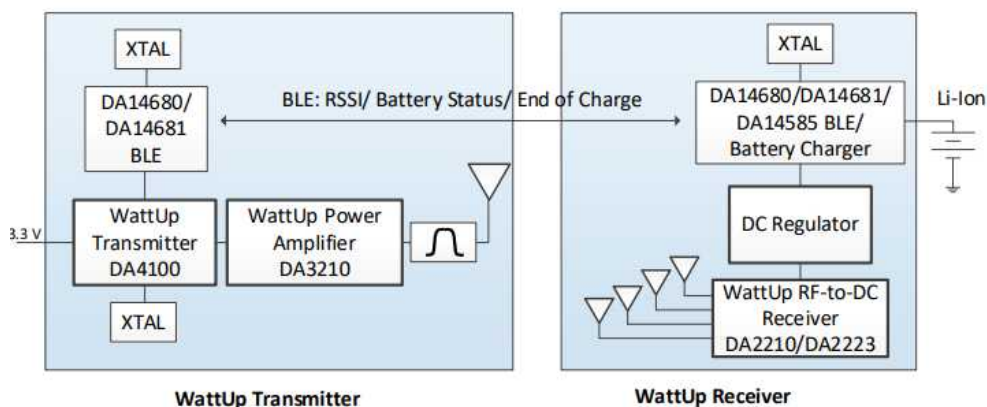 XTAL
DA14680/
DA14681
BLE
BLE: RSSI/ Battery Status/ End of Charge
3.3 V
WattUp
Transmitter
DA4100
WattUp Power
Amplifier
DA3210
XTAL
WattUp Transmitter
XTAL
DA14680/DA14681/
DA14585 BLE/
Battery Charger
Li-Ion
DC Regulator
WattUp RF-to-DC
Receiver
DA2210/DA2223
WattUp Receiver